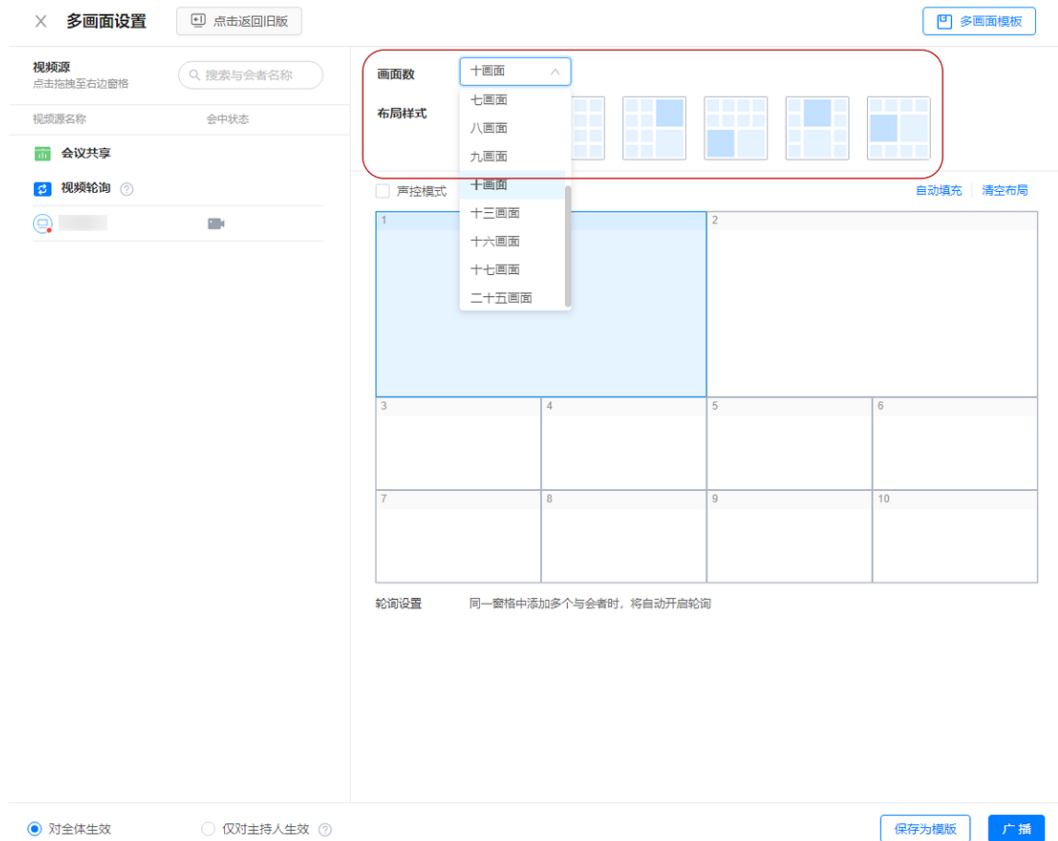 多画面设置
点击返回旧版
多画面模板
视频源
点击拖拽至右边窗格
搜索与会者名称
视频源名称
会中状态
会议共享
视频轮询
画面数
十画面
布局样式
七画面
八画面
九画面
十画面
十三画面
十六画面
十七画面
二十五画面
声控模式
自动填充
清空布局
1
2
3
4
5
6
7
8
9
10
轮询设置
同一窗格中添加多个与会者时，将自动开启轮询
对全体生效
仅对主持人生效
保存为模版
广播